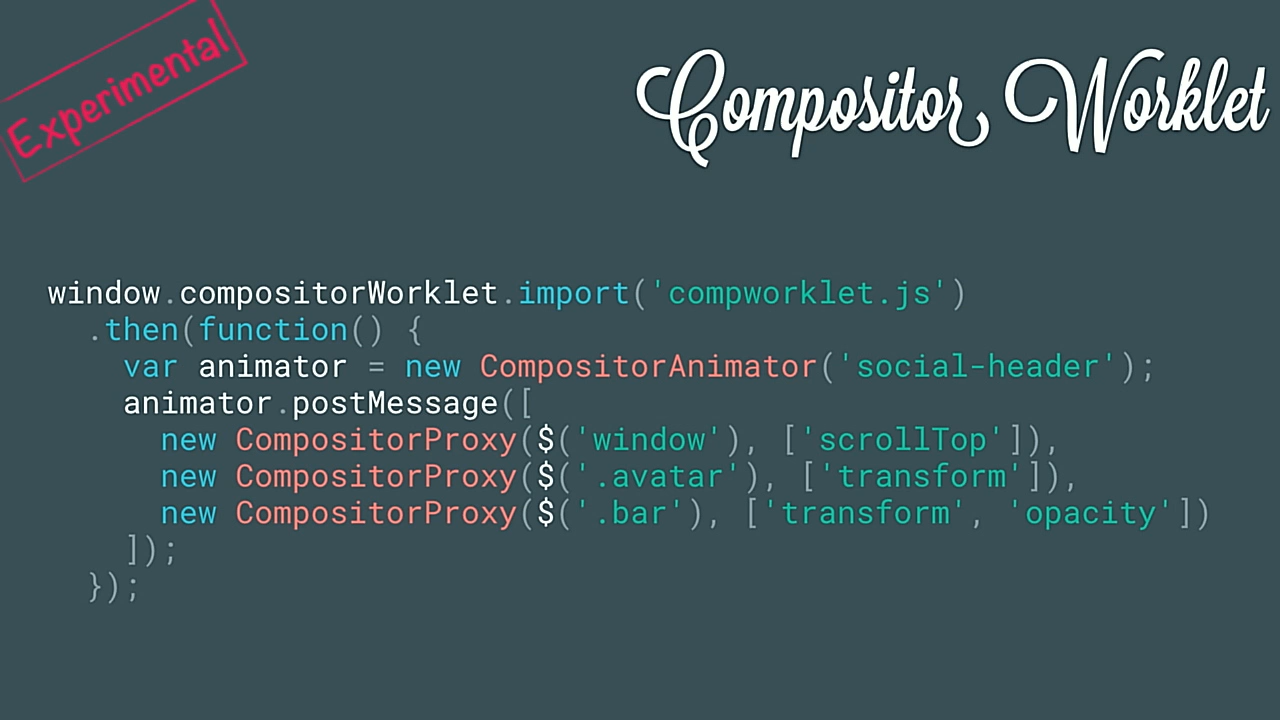 Experimental
Compositor Worklet
window.compositorWorklet.import('compworklet.js')
.then(function() {
var animator = new CompositorAnimator('social-header');
animator.postMessage([
new CompositorProxy($('window'), ['scrollTop']),
new CompositorProxy($('.avatar'), ['transform']),
new CompositorProxy($('.bar'), ['transform', 'opacity'])
]);
});